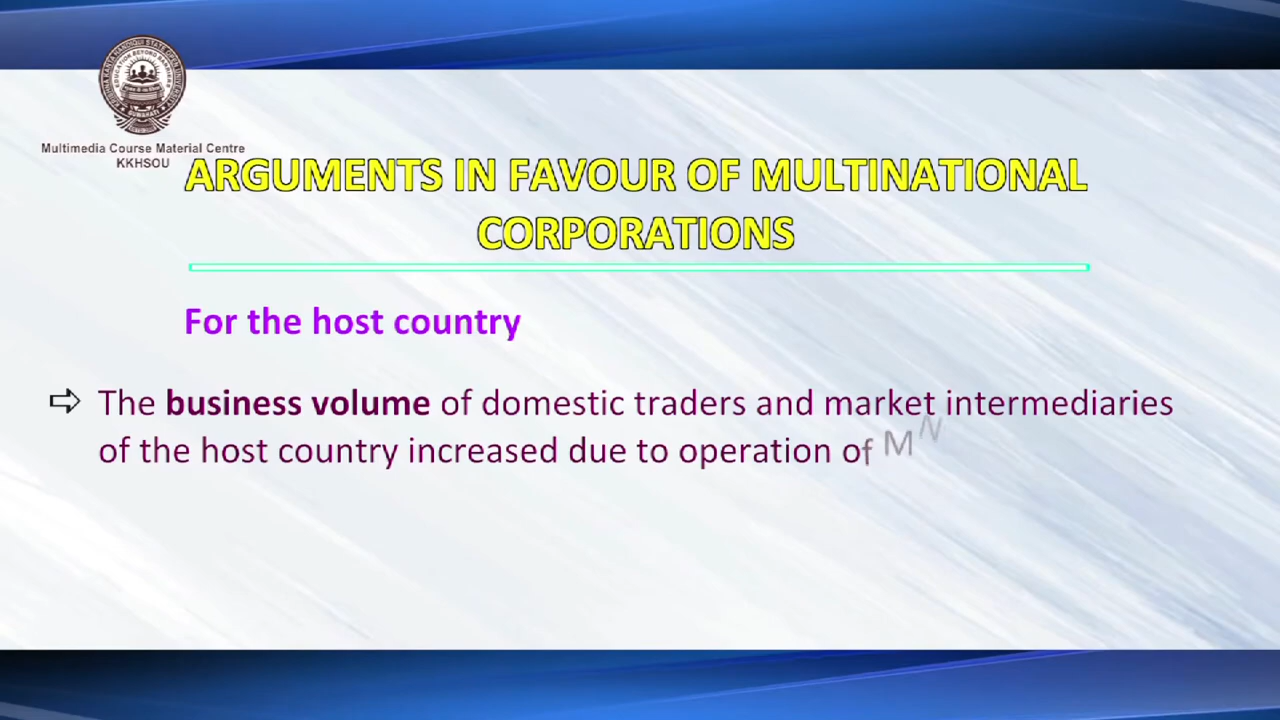 Multimedia Course Material Centre
KKHSOU
ARGUMENTS IN FAVOUR OF MULTINATIONAL
CORPORATIONS
For the host country
⇨ The business volume of domestic traders and market intermediaries
of the host country increased due to operation of MN